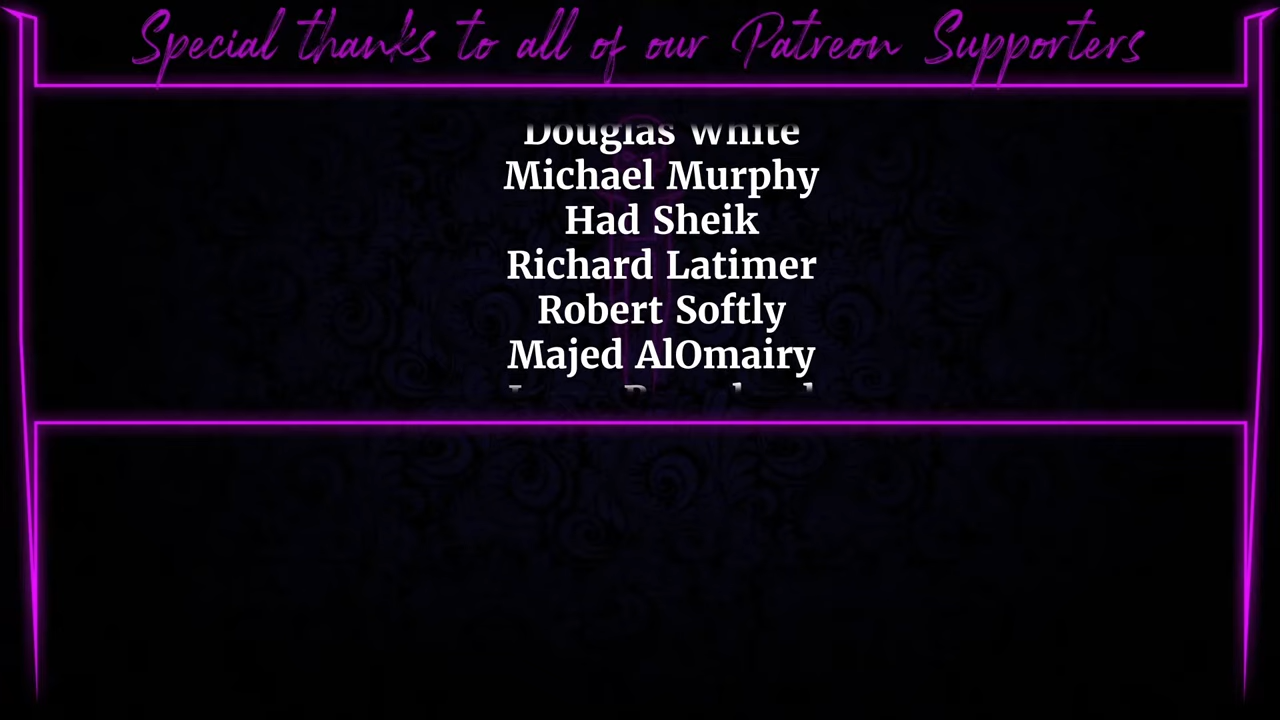 Special thanks to all of our Patreon Supporters
Douglas White
Michael Murphy
Had Sheik
Richard Latimer
Robert Softly
Majed AlOmairy